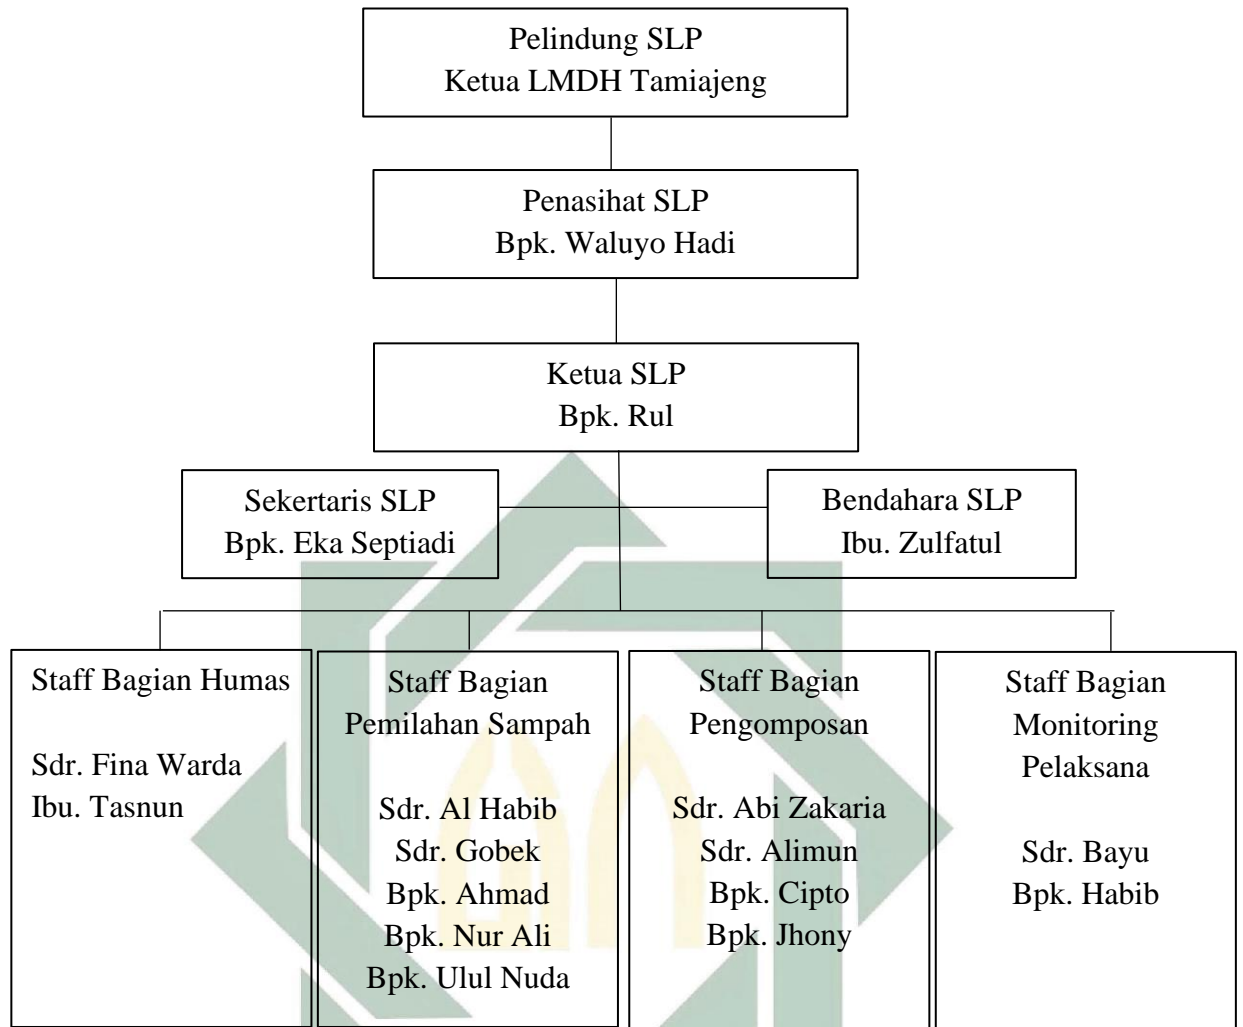 Pelindung SLP
Ketua LMDH Tamiajeng
Penasihat SLP
Bpk. Waluyo Hadi
Ketua SLP
Bpk. Rul
Sekertaris SLP
Bpk. Eka Septiadi
Bendahara SLP
Ibu. Zulfatul
Staff Bagian Humas
Sdr. Fina Warda
Ibu. Tasnun
Staff Bagian
Pemilahan Sampah
Sdr. Al Habib
Sdr. Gobek
Bpk. Ahmad
Bpk. Nur Ali
Bpk. Ulul Nuda
Staff Bagian
Pengomposan
Sdr. Abi Zakaria
Sdr. Alimun
Bpk. Cipto
Bpk. Jhony
Staff Bagian
Monitoring
Pelaksana
Sdr. Bayu
Bpk. Habib